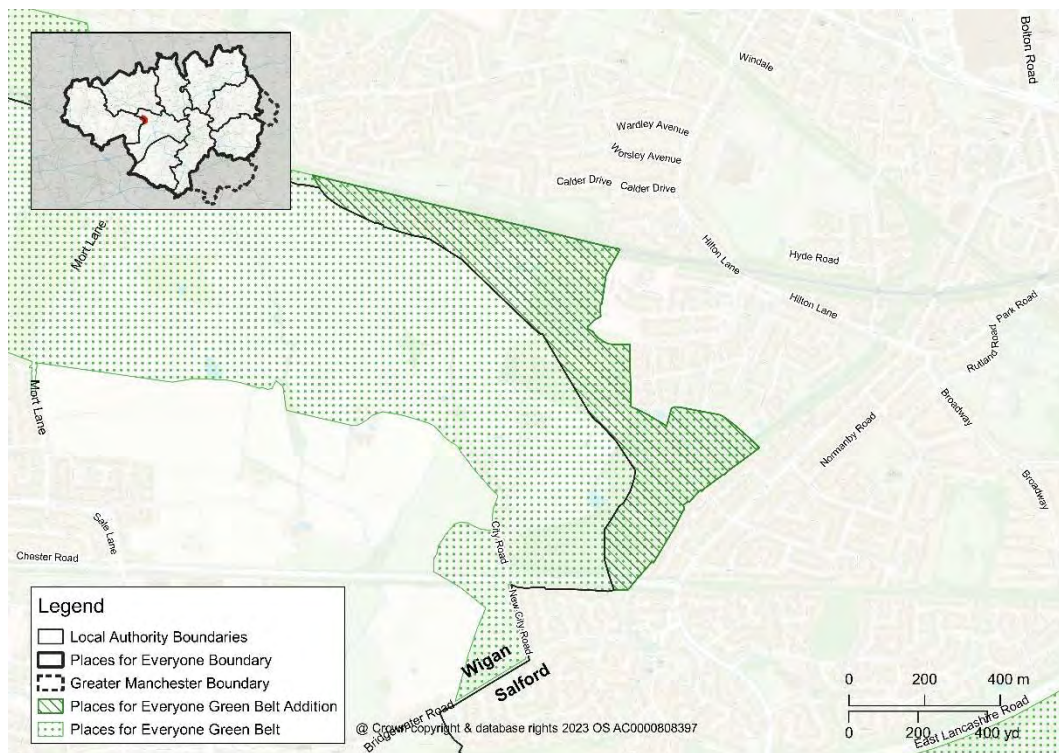 Bolton Road
Windale
Wardley Avenue
Worsley Avenue
Calder Drive
Calder Drive
Mort Lane
Hilton Lane
Hyde Road
Hilton Lane
Park Road
Rutland Road
Mort Lane
Broadway
Normanby Road
Broadway
Sale Lane
City Road
Chester Road
New City Road
Legend
Local Authority Boundaries
Places for Everyone Boundary
Greater Manchester Boundary
Places for Everyone Green Belt Addition
Places for Everyone Green Belt
Wigan
Salford
Bridgewater Road
@ Crown copyright & database rights 2023 OS AC0000808397
0 200 400 m
0 200 400 yd
East Lancashire Road